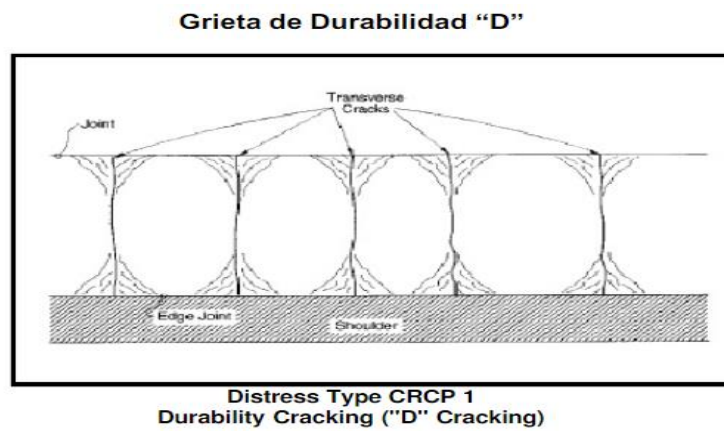 Grieta de Durabilidad “D”
Transverse
Cracks
Joint
Edge Joint
Shoulder
Distress Type CRCP 1
Durability Cracking ("D" Cracking)